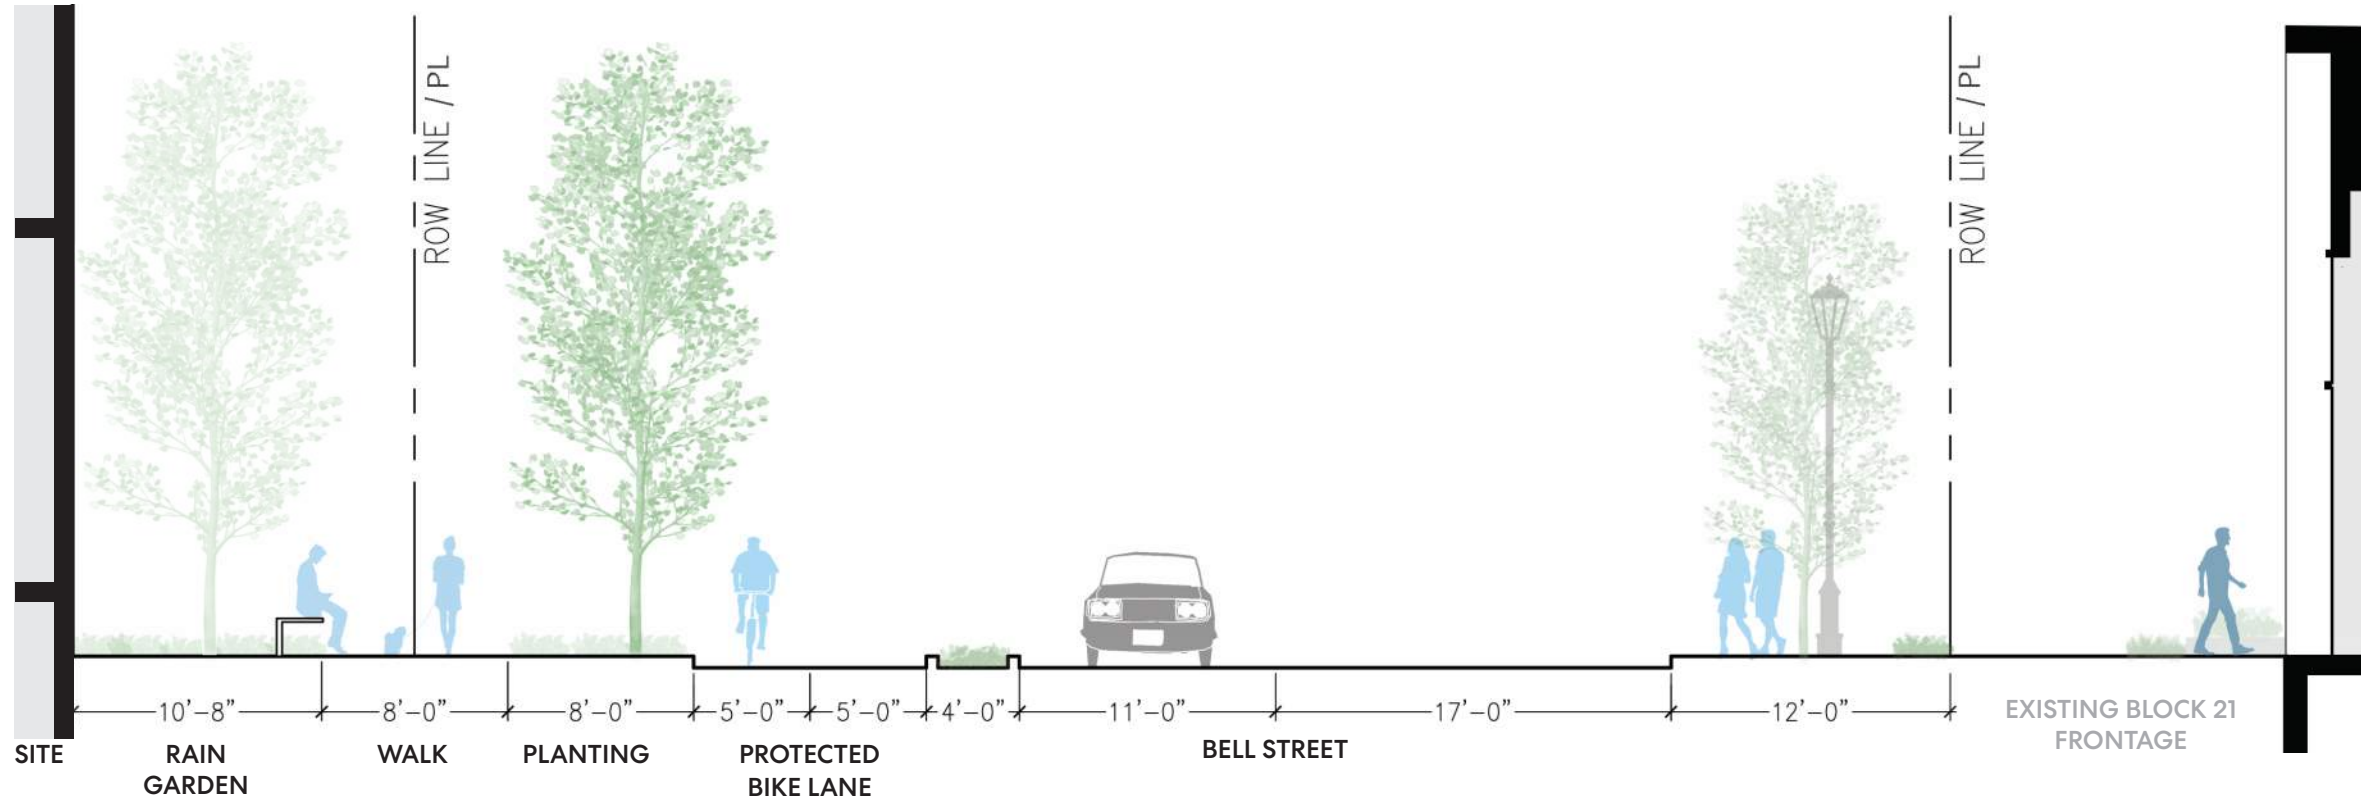 ROW LINE / PL
ROW LINE / PL
10’-8”
8’-0”
8’-0”
5’-0”
5’-0”
4’-0”
11’-0”
17’-0”
12’-0”
SITE
RAIN
GARDEN
WALK
PLANTING
PROTECTED
BIKE LANE
BELL STREET
EXISTING BLOCK 21
FRONTAGE